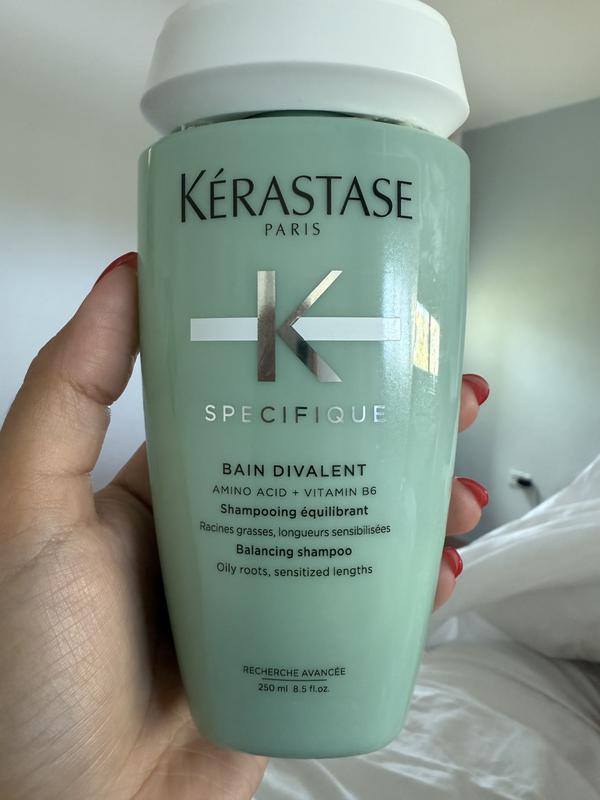 KÉRASTASE
PARIS
K
SPECIFIQUE
BAIN DIVALENT
AMINO ACID + VITAMIN B6
Shampooing équilibrant
Racines grasses, longueurs sensibilisées
Balancing shampoo
Oily roots, sensitized lengths
RECHERCHE AVANCÉE
250 ml 8.5 fl.oz.